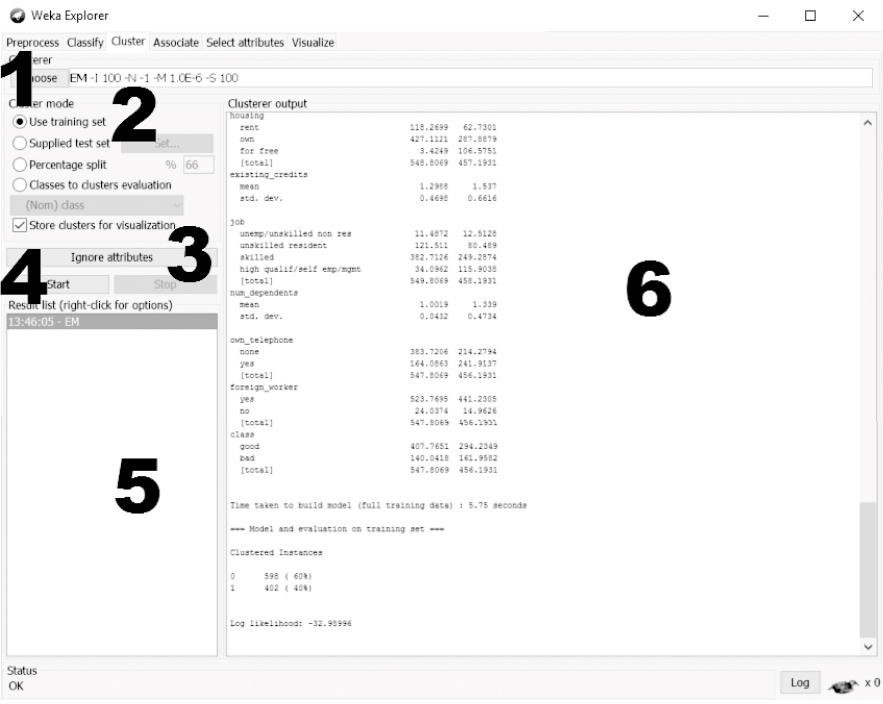 Weka Explorer
Preprocess Classify Cluster Associate Select attributes Visualize
1
EM -I 100 -N -1 -M 1.0E-6 -S 100
Cluster mode
2
Use training set
Supplied test set Set...
Percentage split % 66
Classes to clusters evaluation
(Nom) class
Store clusters for visualization
3
Ignore attributes
4
Start Stop
Result list (right-click for options)
13:46:05 - EM
5
Clusterer output
housing
rent 118.2699 62.7301
own 427.1121 287.8879
for free 3.4249 106.5751
[total] 548.8069 457.1931
existing_credits
mean 1.2988 1.537
std. dev. 0.4698 0.6616
job
unemp/unskilled non res 11.4872 12.5128
unskilled resident 121.511 80.489
skilled 382.7126 249.2874
high qualif/self emp/mgmt 34.0962 115.9038
[total] 549.8069 458.1931
num_dependents
mean 1.0019 1.339
std. dev. 0.0432 0.4734
own_telephone
none 383.7206 214.2794
yes 164.0863 241.9137
[total] 547.8069 456.1931
foreign_worker
yes 523.7695 441.2305
no 24.0374 14.9626
[total] 547.8069 456.1931
class
good 407.7651 294.2349
bad 140.0418 161.9582
[total] 547.8069 456.1931
Time taken to build model (full training data) : 5.75 seconds
=== Model and evaluation on training set ===
Clustered Instances
0 598 ( 60%)
1 402 ( 40%)
Log likelihood: -32.98996
6
Status
OK
Log x 0